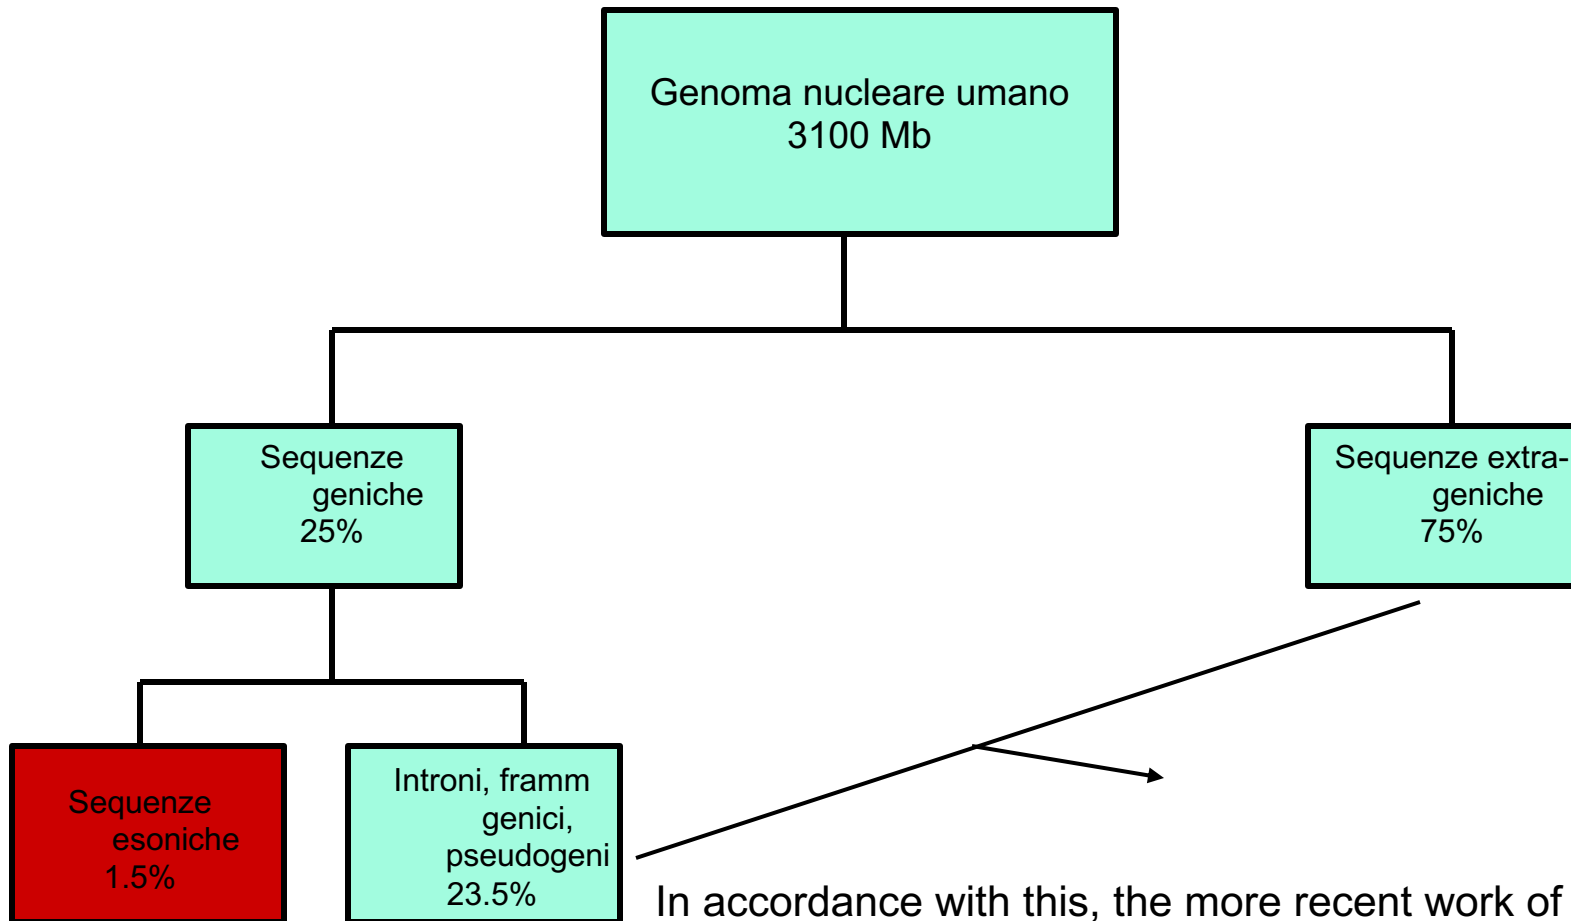 Genoma nucleare umano
3100 Mb
Sequenze
geniche
25%
Sequenze extra-
geniche
75%
Sequenze
esoniche
1.5%
Introni, framm
genici,
pseudogeni
23.5%
In accordance with this, the more recent work of